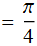 = π/4